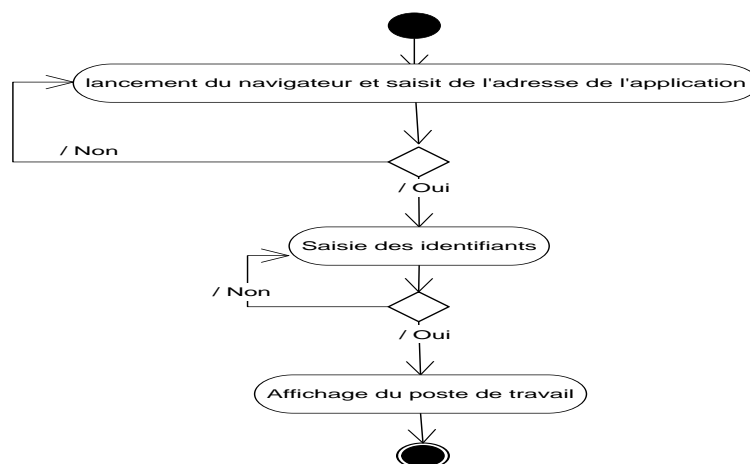 lancement du navigateur et saisit de l'adresse de l'application
/ Non
/ Oui
Saisie des identifiants
/ Non
/ Oui
Affichage du poste de travail